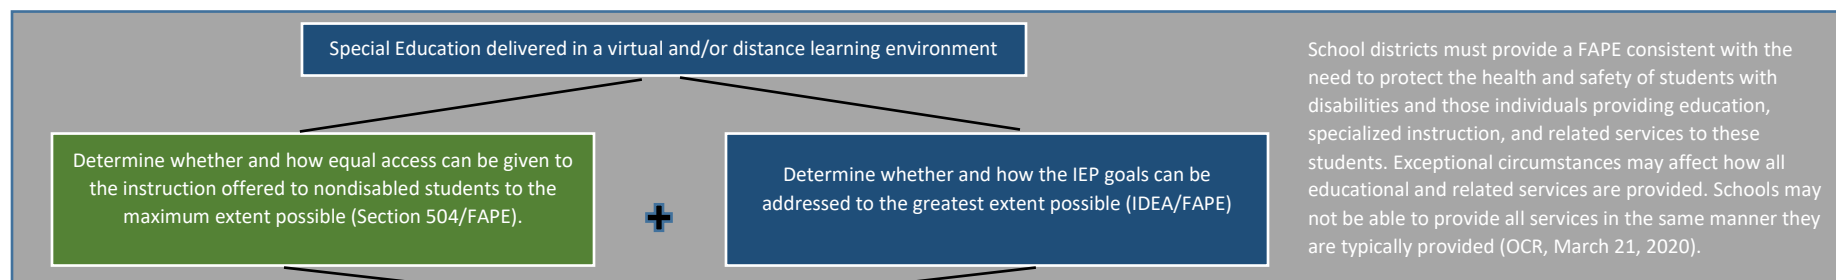 Special Education delivered in a virtual and/or distance learning environment
Determine whether and how equal access can be given to
the instruction offered to nondisabled students to the
maximum extent possible (Section 504/FAPE).
+
Determine whether and how the IEP goals can be
addressed to the greatest extent possible (IDEA/FAPE)
School districts must provide a FAPE consistent with the
need to protect the health and safety of students with
disabilities and those individuals providing education,
specialized instruction, and related services to these
students. Exceptional circumstances may affect how all
educational and related services are provided. Schools may
not be able to provide all services in the same manner they
are typically provided (OCR, March 21, 2020).